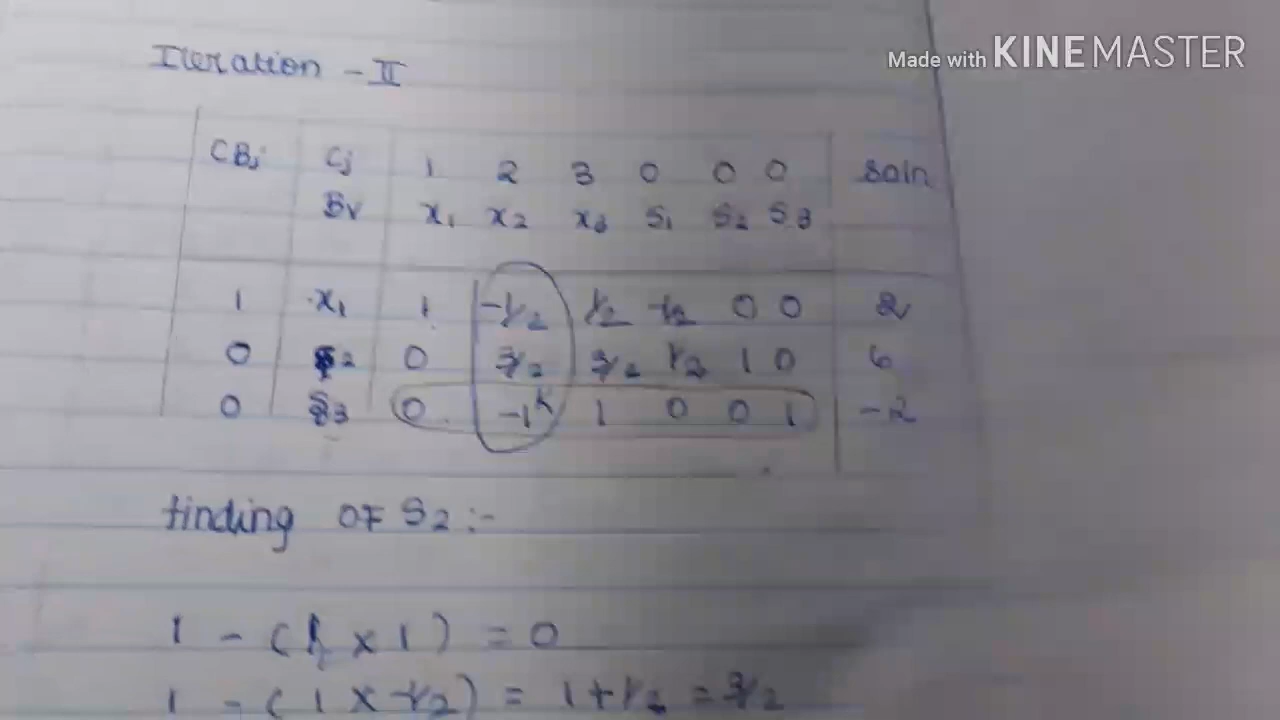 Made with KINEMASTER
Iteration - II
CBi Cj 1 2 3 0 0 0 soln
BV x1 x2 x3 S1 S2 S3
1 x1 1 -1/2 1/2 -1/2 0 0 2
0 S2 0 3/2 3/2 1/2 1 0 6
0 S3 0 -1 1 0 0 1 -2
finding OF S2 :-
1 - ( 1 x 1 ) = 0
1 - ( 1 x -1/2 ) = 1 + 1/2 = 3/2